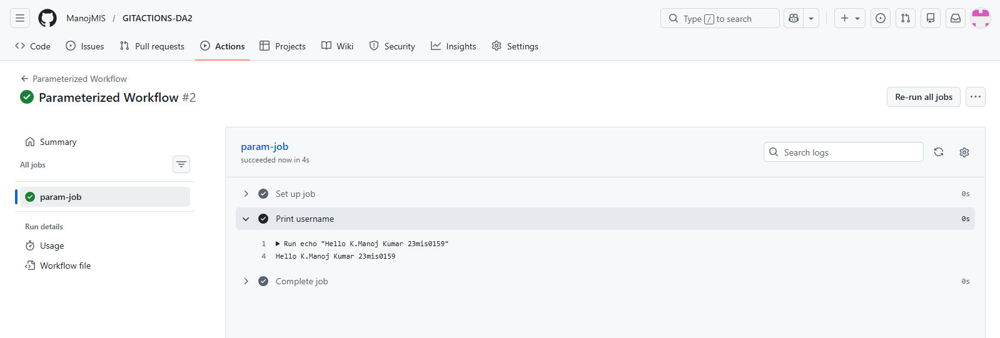 ManojMIS / GITACTIONS-DA2
Type / to search
Code Issues Pull requests Actions Projects Wiki Security Insights Settings
Parameterized Workflow
Parameterized Workflow #2
Re-run all jobs
Summary
All jobs
param-job
Run details
Usage
Workflow file
param-job
succeeded now in 4s
Search logs
Set up job 0s
Print username 0s
1 Run echo "Hello K.Manoj Kumar 23mis0159"
4 Hello K.Manoj Kumar 23mis0159
Complete job 0s